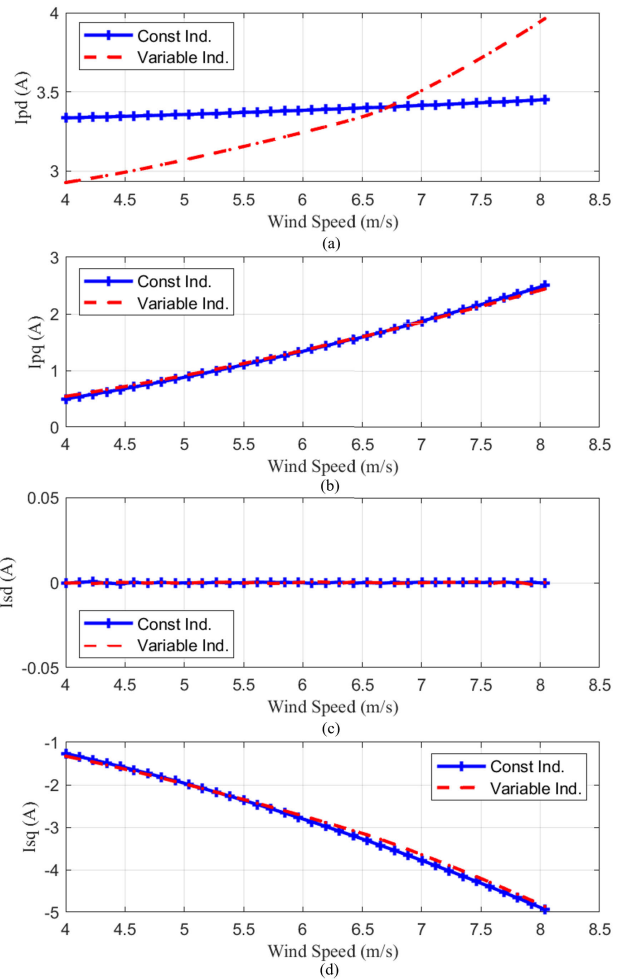 4
3.5
3
Ipd (A)
Const Ind.
Variable Ind.
4 4.5 5 5.5 6 6.5 7 7.5 8 8.5
Wind Speed (m/s)
(a)
3
2
1
0
Ipq (A)
Const Ind.
Variable Ind.
4 4.5 5 5.5 6 6.5 7 7.5 8 8.5
Wind Speed (m/s)
(b)
0.05
0
-0.05
Isd (A)
Const Ind.
Variable Ind.
4 4.5 5 5.5 6 6.5 7 7.5 8 8.5
Wind Speed (m/s)
(c)
-1
-2
-3
-4
-5
Isq (A)
Const Ind.
Variable Ind.
4 4.5 5 5.5 6 6.5 7 7.5 8 8.5
Wind Speed (m/s)
(d)